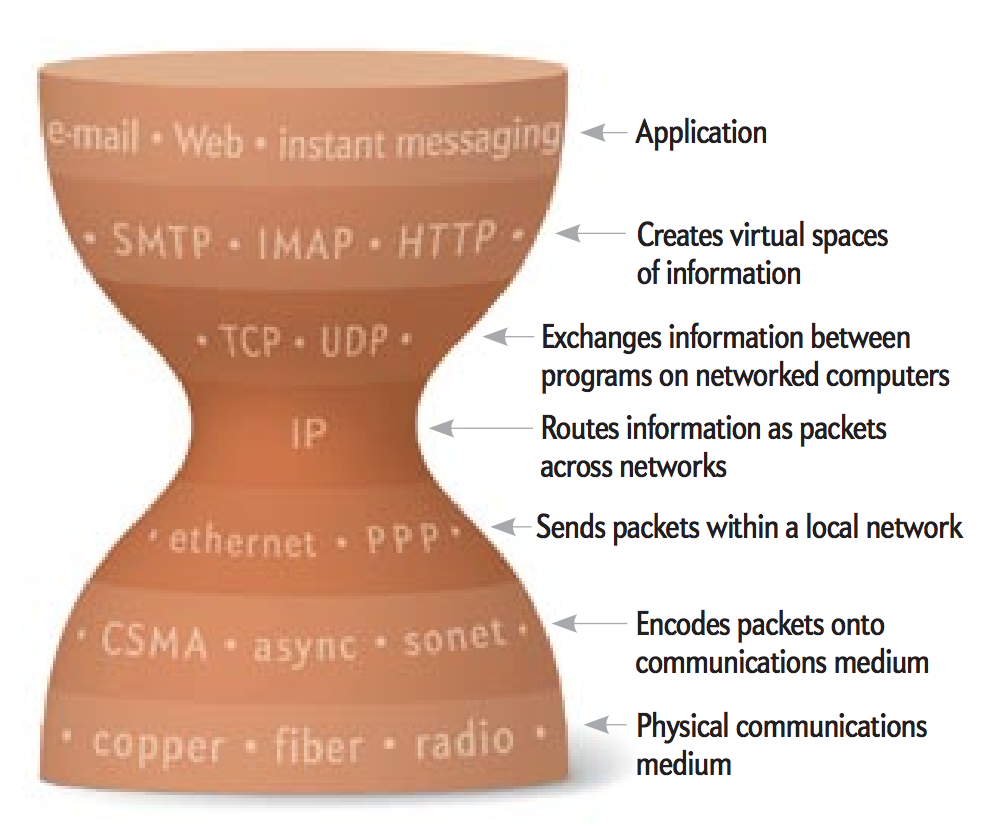 e-mail • Web • instant messaging
Application
• SMTP • IMAP • HTTP •
Creates virtual spaces
of information
• TCP • UDP •
Exchanges information between
programs on networked computers
IP
Routes information as packets
across networks
• ethernet • PPP •
Sends packets within a local network
• CSMA • async • sonet •
Encodes packets onto
communications medium
• copper • fiber • radio •
Physical communications
medium